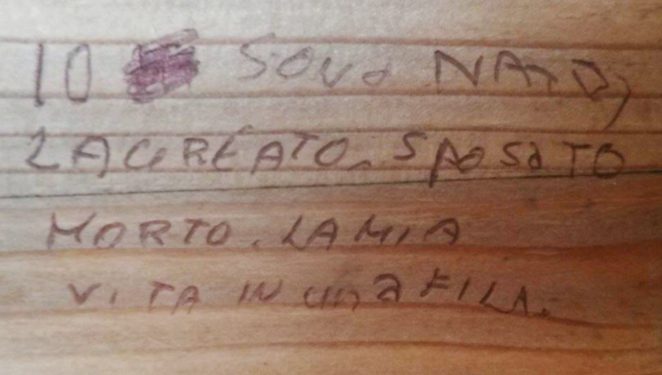 IO SONO NATO,
LAUREATO, SPOSATO
MORTO. LA MIA
VITA IN UNA FILA.